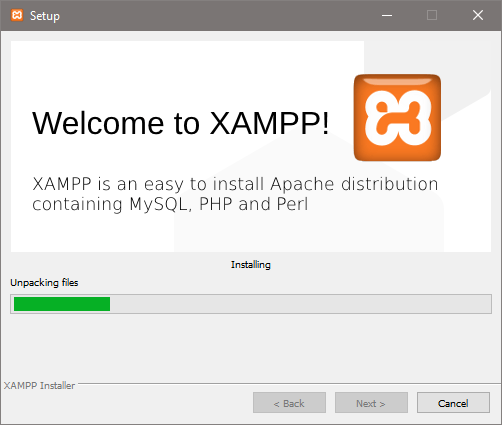 Setup
Welcome to XAMPP!
XAMPP is an easy to install Apache distribution
containing MySQL, PHP and Perl
Installing
Unpacking files
XAMPP Installer
< Back
Next >
Cancel